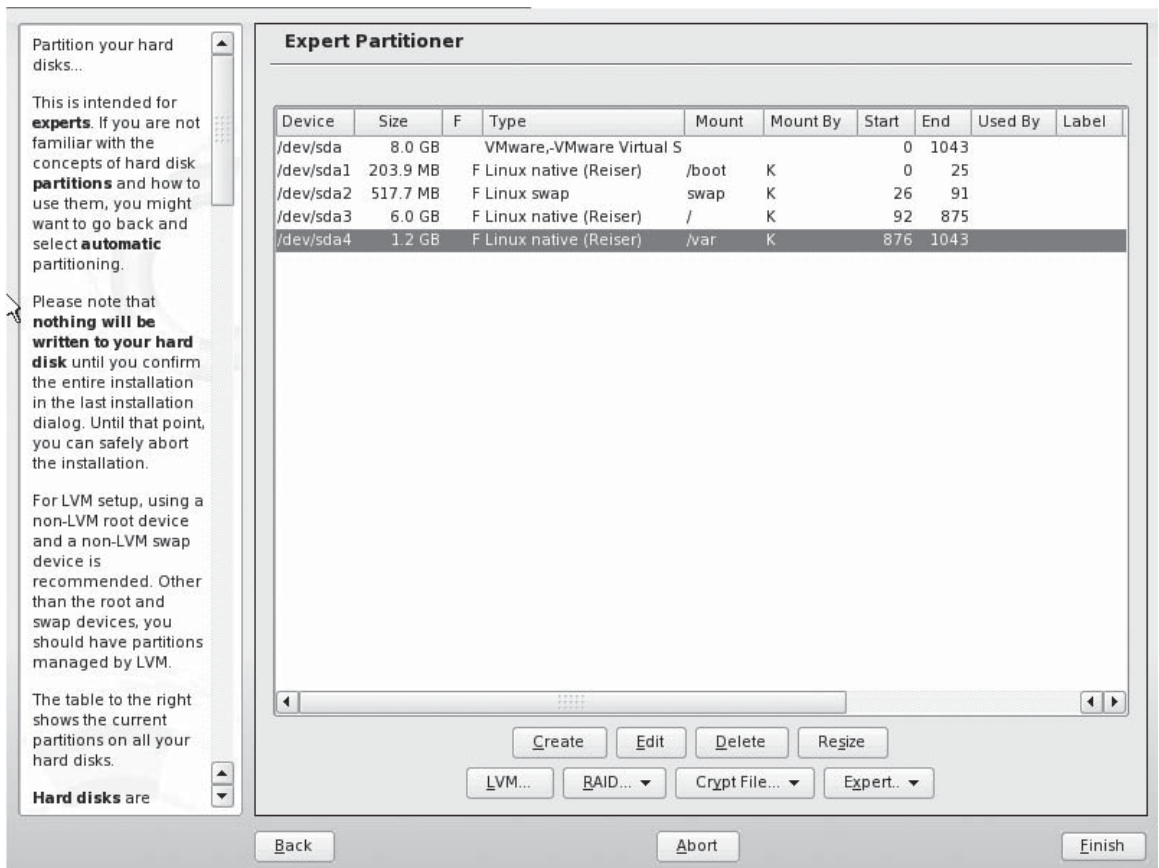 Partition your hard
disks...
This is intended for
experts. If you are not
familiar with the
concepts of hard disk
partitions and how to
use them, you might
want to go back and
select automatic
partitioning.
Please note that
nothing will be
written to your hard
disk until you confirm
the entire installation
in the last installation
dialog. Until that point,
you can safely abort
the installation.
For LVM setup, using a
non-LVM root device
and a non-LVM swap
device is
recommended. Other
than the root and
swap devices, you
should have partitions
managed by LVM.
The table to the right
shows the current
partitions on all your
hard disks.
Hard disks are
Expert Partitioner
Device Size F Type Mount Mount By Start End Used By Label
/dev/sda 8.0 GB VMware,-VMware Virtual S 0 1043
/dev/sda1 203.9 MB F Linux native (Reiser) /boot K 0 25
/dev/sda2 517.7 MB F Linux swap swap K 26 91
/dev/sda3 6.0 GB F Linux native (Reiser) / K 92 875
/dev/sda4 1.2 GB F Linux native (Reiser) /var K 876 1043
Create Edit Delete Resize
LVM... RAID... Crypt File... Expert..
Back Abort Finish